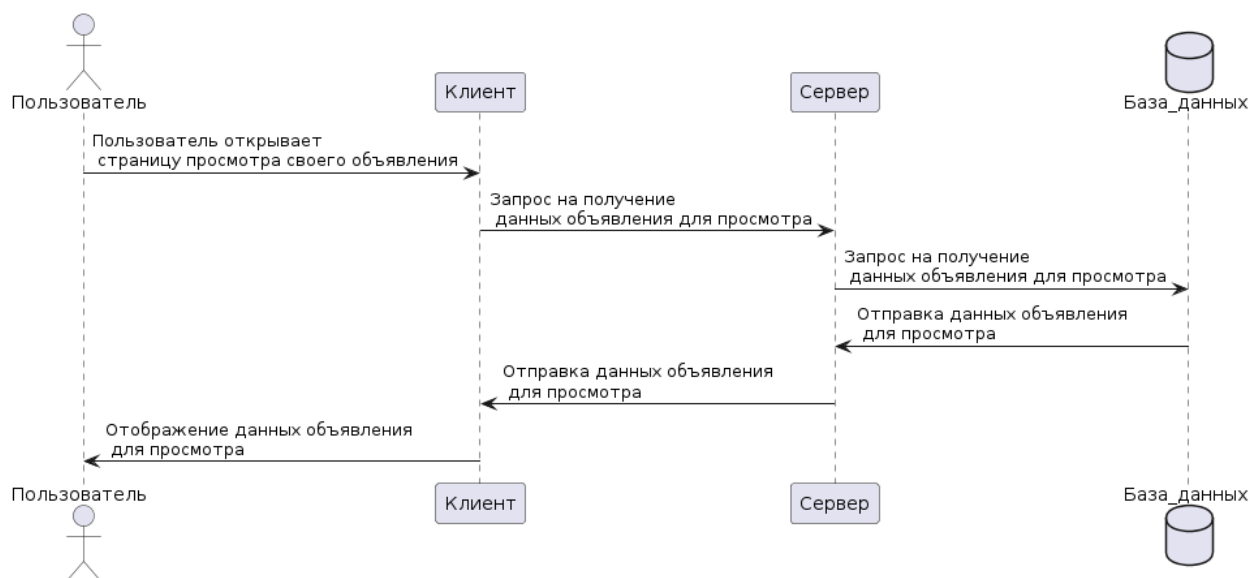 Пользователь
Клиент
Сервер
База_данных
Пользователь открывает
страницу просмотра своего объявления
Запрос на получение
данных объявления для просмотра
Запрос на получение
данных объявления для просмотра
Отправка данных объявления
для просмотра
Отправка данных объявления
для просмотра
Отображение данных объявления
для просмотра
Пользователь
Клиент
Сервер
База_данных